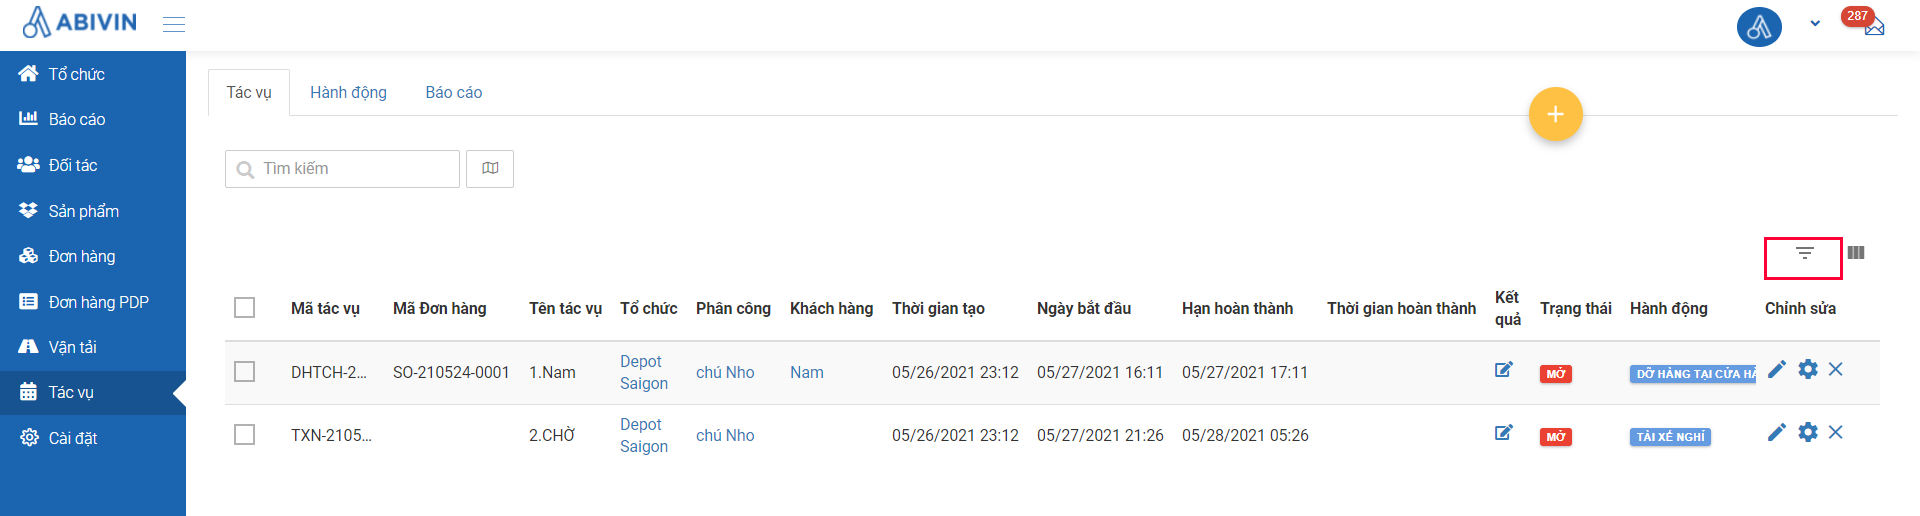 ABIVIN
287
Tổ chức
Báo cáo
Đối tác
Sản phẩm
Đơn hàng
Đơn hàng PDP
Vận tải
Tác vụ
Cài đặt
Tác vụ Hành động Báo cáo
+
Tìm kiếm
Mã tác vụ Mã Đơn hàng Tên tác vụ Tổ chức Phân công Khách hàng Thời gian tạo Ngày bắt đầu Hạn hoàn thành Thời gian hoàn thành Kết quả Trạng thái Hành động Chỉnh sửa
DHTCH-2... SO-210524-0001 1.Nam Depot Saigon chú Nho Nam 05/26/2021 23:12 05/27/2021 16:11 05/27/2021 17:11 MỞ DỠ HÀNG TẠI CỬA HÀ
TXN-2105... 2.CHỜ Depot Saigon chú Nho 05/26/2021 23:12 05/27/2021 21:26 05/28/2021 05:26 MỞ TÀI XẾ NGHỈ